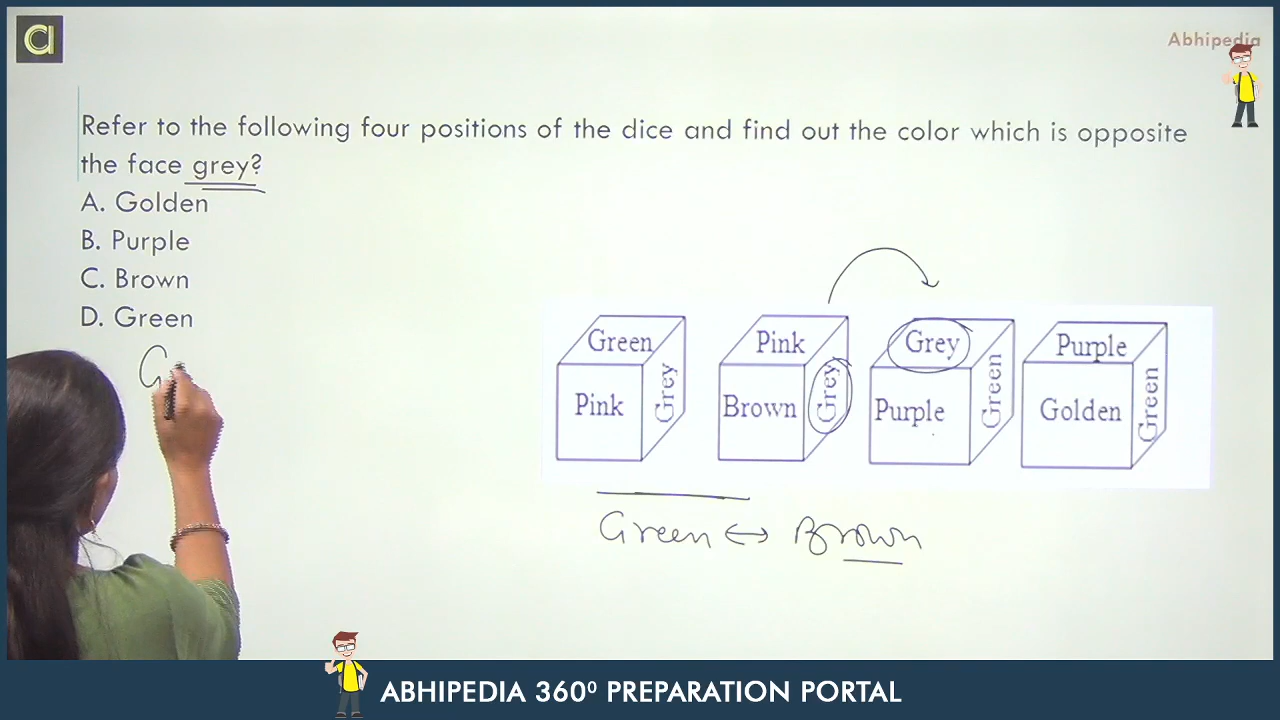 a
Abhipedia
Refer to the following four positions of the dice and find out the color which is opposite
the face grey?
A. Golden
B. Purple
C. Brown
D. Green
G
Green Pink Grey
Pink Brown Grey
Grey Purple Green
Purple Golden Green
Green ↔ Brown
ABHIPEDIA 360⁰ PREPARATION PORTAL